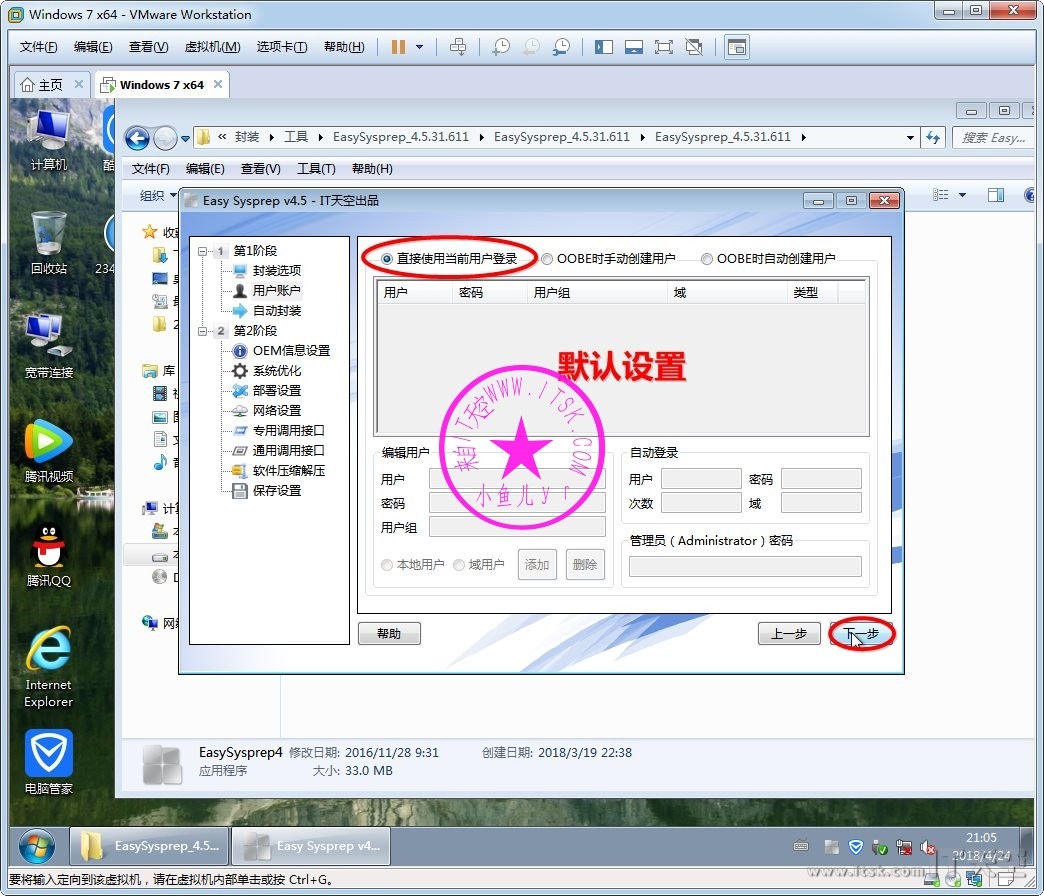 Windows 7 x64 - VMware Workstation
文件(F) 编辑(E) 查看(V) 虚拟机(M) 选项卡(T) 帮助(H)
主页 Windows 7 x64
« 封装 工具 EasySysprep_4.5.31.611 EasySysprep_4.5.31.611 EasySysprep_4.5.31.611 搜索 Easy...
文件(F) 编辑(E) 查看(V) 工具(T) 帮助(H)
组织
计算机
回收站
宽带连接
腾讯视频
腾讯QQ
Internet
Explorer
电脑管家
库
Easy Sysprep v4.5 - IT天空出品
1 第1阶段
封装选项
用户账户
自动封装
2 第2阶段
OEM信息设置
系统优化
部署设置
网络设置
专用调用接口
通用调用接口
软件压缩解压
保存设置
直接使用当前用户登录 OOBE时手动创建用户 OOBE时自动创建用户
用户 密码 用户组 域 类型
默认设置
来自IT天空WWW.ITSK.COM
小鱼儿yr
编辑用户
用户
密码
用户组
本地用户 域用户 添加 删除
自动登录
用户 密码
次数 域
管理员（Administrator）密码
帮助 上一步 下一步
EasySysprep4 修改日期: 2016/11/28 9:31 创建日期: 2018/3/19 22:38
应用程序 大小: 33.0 MB
EasySysprep_4.5... Easy Sysprep v4...
21:05
2018/4/24
www.itsk.com
要将输入定向到该虚拟机，请在虚拟机内部单击或按 Ctrl+G。